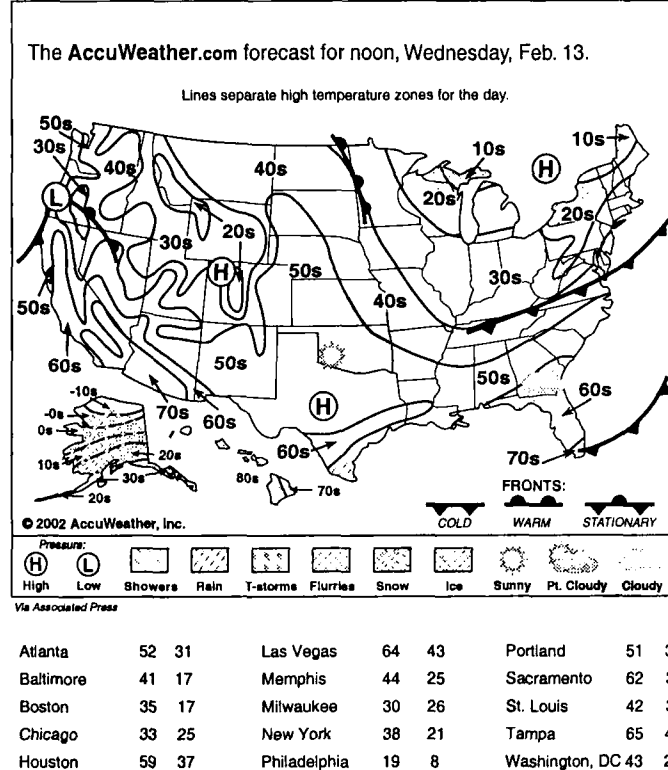 The AccuWeather.com forecast for noon, Wednesday, Feb. 13.
Lines separate high temperature zones for the day.
50s
30s
40s
40s
10s
10s
H
L
20s
20s
30s
20s
H
50s
30s
50s
40s
60s
50s
50s
60s
70s
60s
H
60s
70s
-10s
-0s
0s
10s
20s
30s
20s
80s
70s
FRONTS:
COLD WARM STATIONARY
© 2002 AccuWeather, Inc.
Pressure:
H L
High Low Showers Rain T-storms Flurries Snow Ice Sunny Pt. Cloudy Cloudy
Via Associated Press
Atlanta 52 31 Las Vegas 64 43 Portland 51
Baltimore 41 17 Memphis 44 25 Sacramento 62
Boston 35 17 Milwaukee 30 26 St. Louis 42
Chicago 33 25 New York 38 21 Tampa 65
Houston 59 37 Philadelphia 19 8 Washington, DC 43